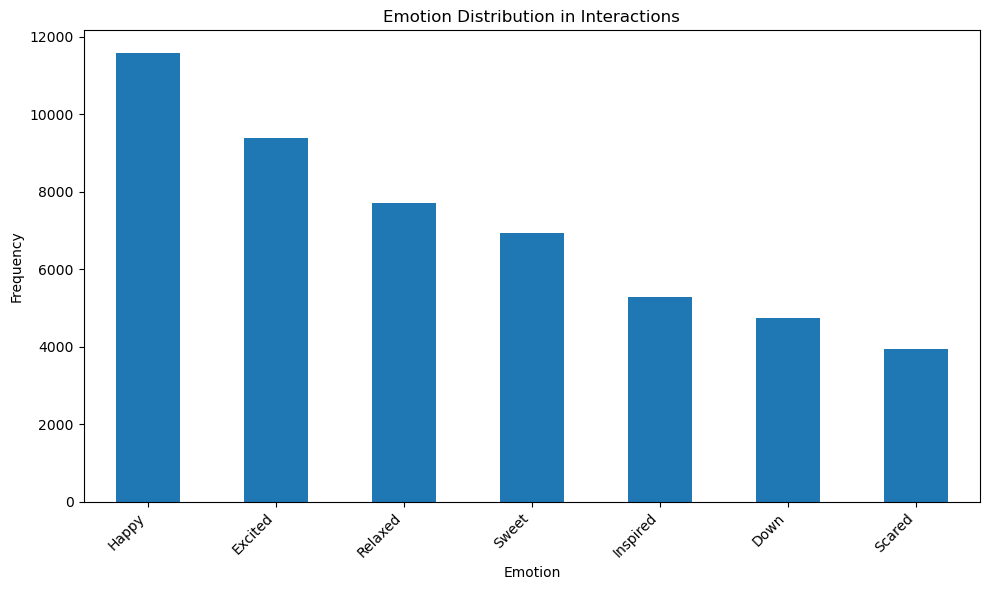 Emotion Distribution in Interactions
12000
10000
8000
6000
4000
2000
0
Frequency
Happy
Excited
Relaxed
Sweet
Inspired
Down
Scared
Emotion